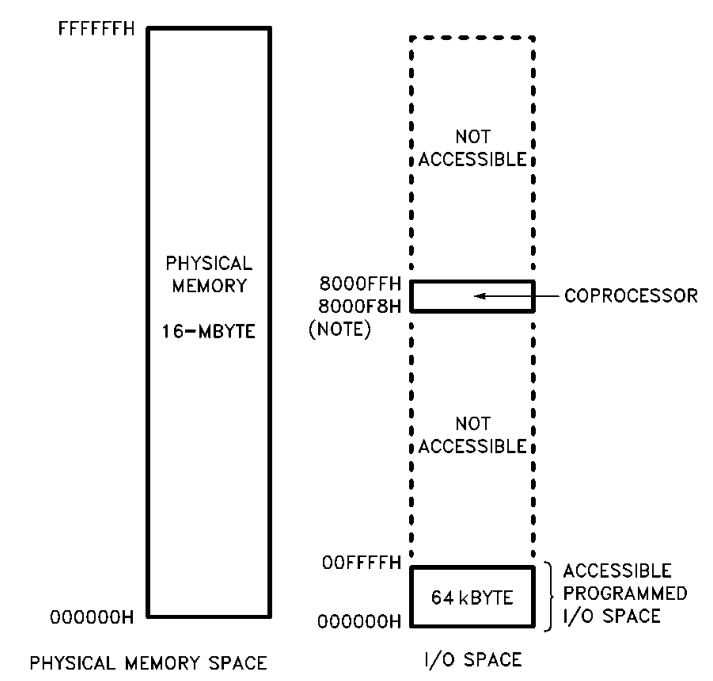 FFFFFFH
PHYSICAL
MEMORY
16-MBYTE
000000H
PHYSICAL MEMORY SPACE
NOT
ACCESSIBLE
8000FFH
8000F8H
(NOTE)
COPROCESSOR
NOT
ACCESSIBLE
00FFFFH
64 kBYTE
000000H
ACCESSIBLE
PROGRAMMED
I/O SPACE
I/O SPACE